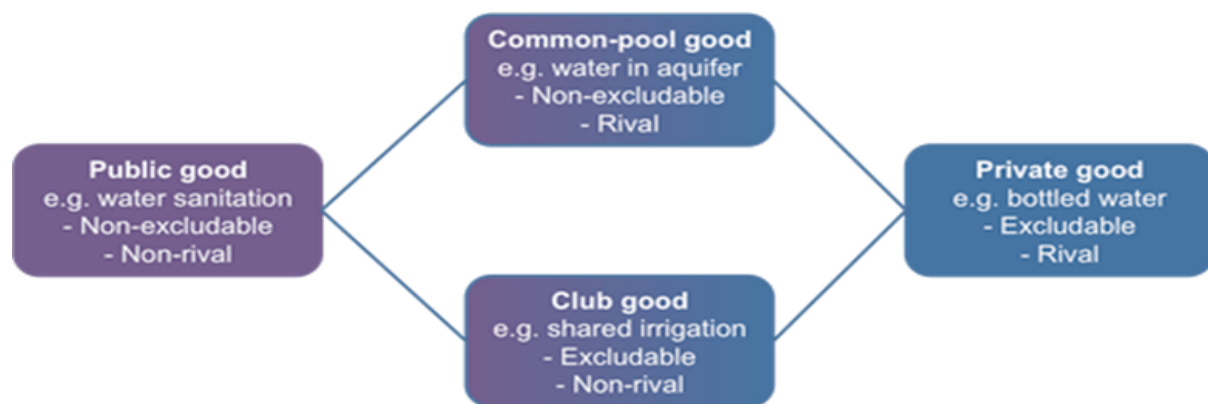 Common-pool good
e.g. water in aquifer
- Non-excludable
- Rival
Public good
e.g. water sanitation
- Non-excludable
- Non-rival
Private good
e.g. bottled water
- Excludable
- Rival
Club good
e.g. shared irrigation
- Excludable
- Non-rival